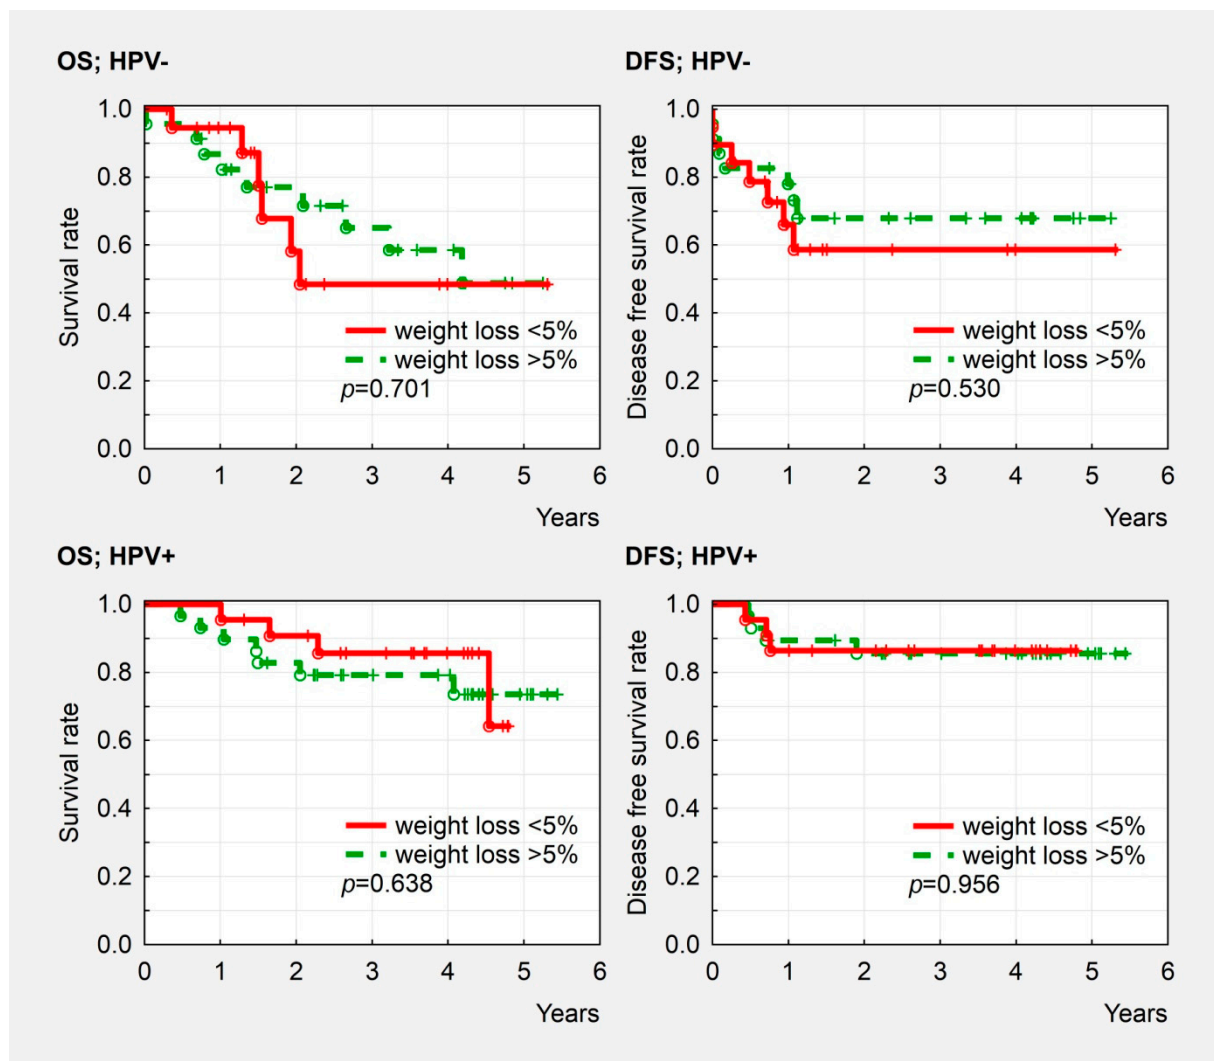 OS; HPV-
Survival rate
1.0
0.8
0.6
0.4
0.2
0.0
weight loss <5%
weight loss >5%
p=0.701
0 1 2 3 4 5 6
Years
DFS; HPV-
Disease free survival rate
1.0
0.8
0.6
0.4
0.2
0.0
weight loss <5%
weight loss >5%
p=0.530
0 1 2 3 4 5 6
Years
OS; HPV+
Survival rate
1.0
0.8
0.6
0.4
0.2
0.0
weight loss <5%
weight loss >5%
p=0.638
0 1 2 3 4 5 6
Years
DFS; HPV+
Disease free survival rate
1.0
0.8
0.6
0.4
0.2
0.0
weight loss <5%
weight loss >5%
p=0.956
0 1 2 3 4 5 6
Years